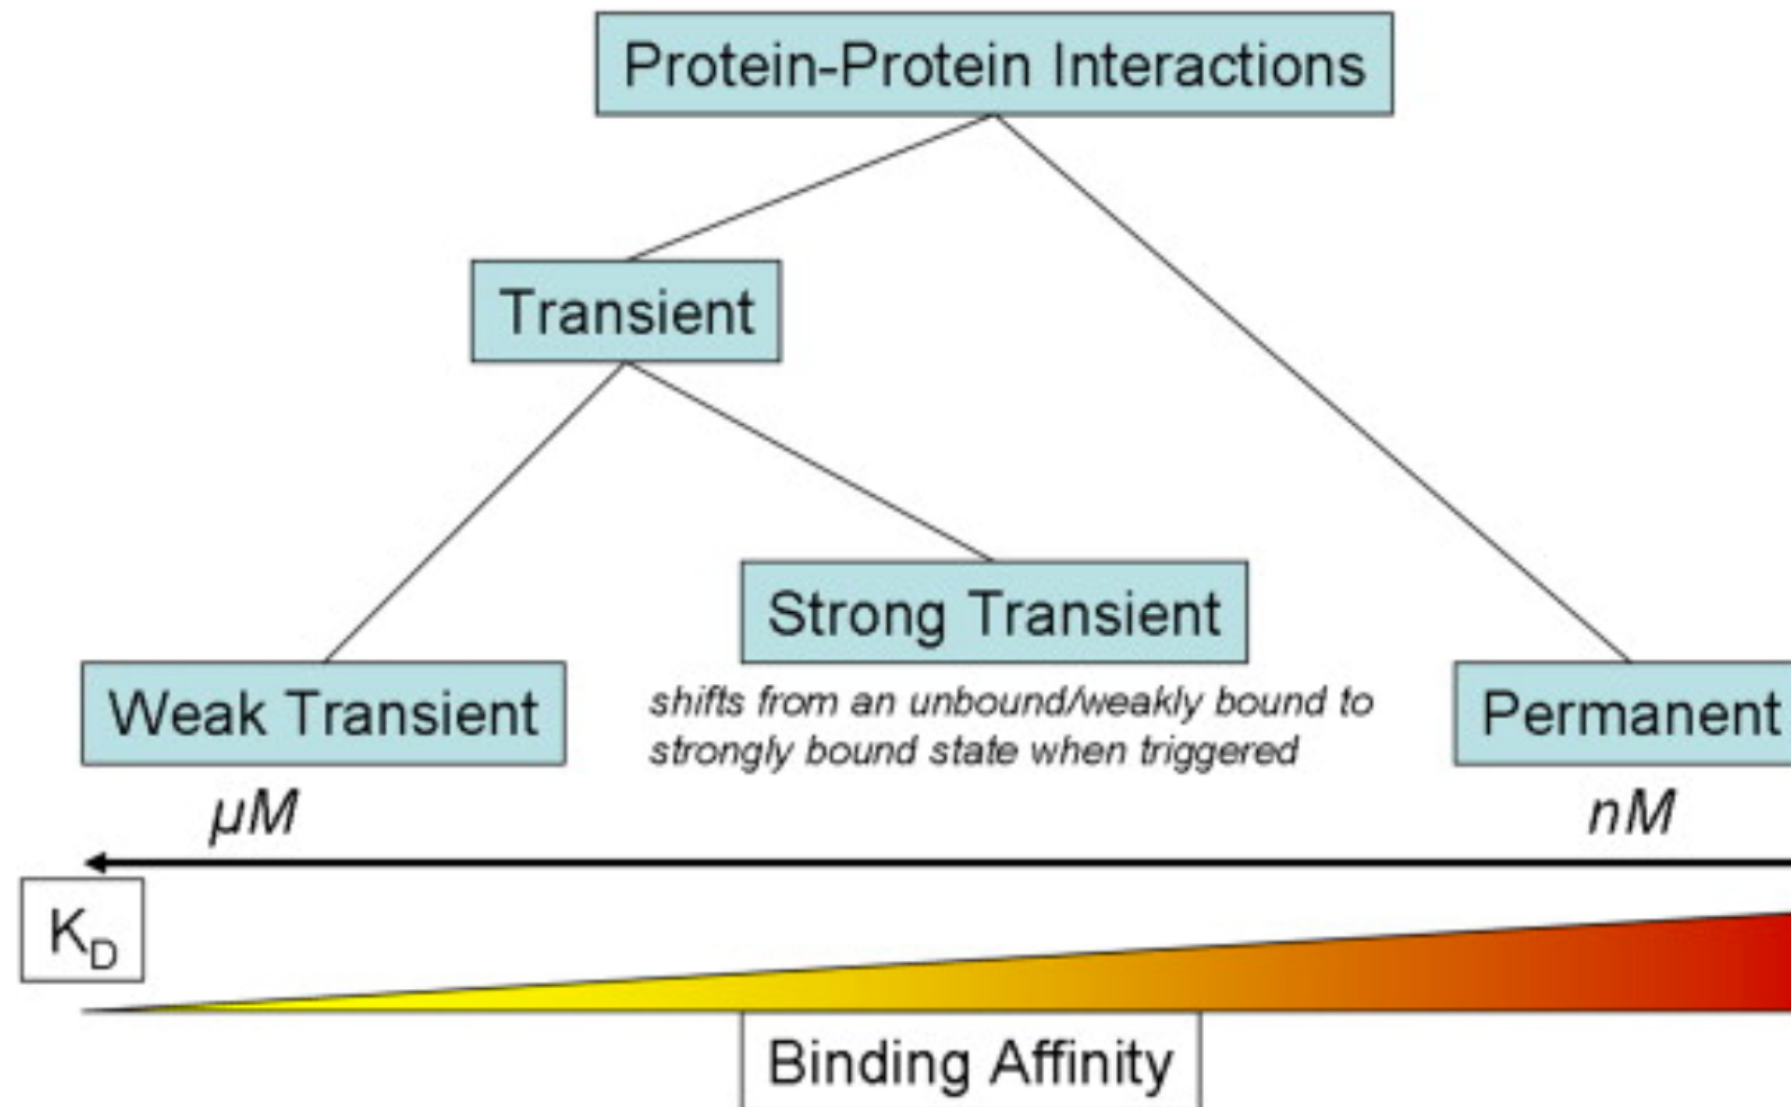 Protein-Protein Interactions
Transient
Strong Transient
Weak Transient
shifts from an unbound/weakly bound to
strongly bound state when triggered
Permanent
µM
nM
K_D
Binding Affinity